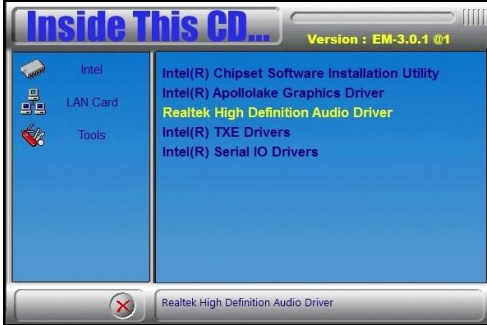 Inside This CD...
Version : EM-3.0.1 @1
Intel
LAN Card
Tools
Intel(R) Chipset Software Installation Utility
Intel(R) Apollolake Graphics Driver
Realtek High Definition Audio Driver
Intel(R) TXE Drivers
Intel(R) Serial IO Drivers
Realtek High Definition Audio Driver